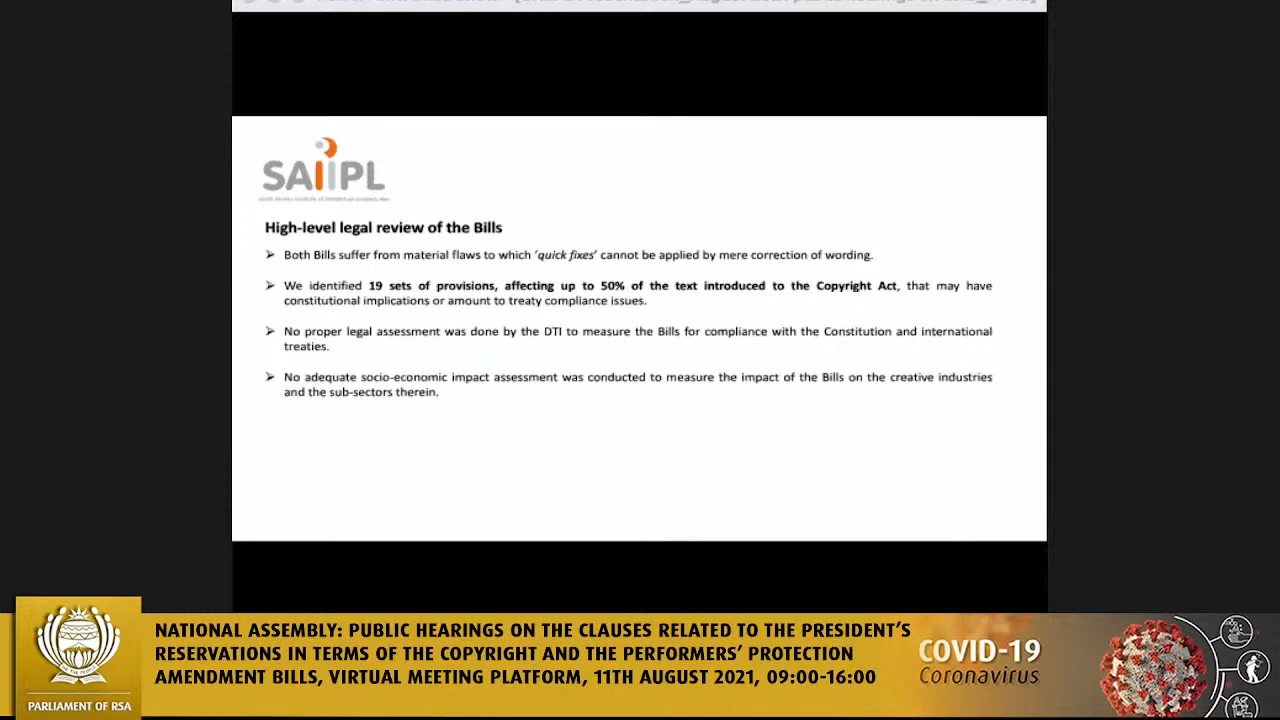 SAIIPL
High-level legal review of the Bills
➢ Both Bills suffer from material flaws to which ‘quick fixes’ cannot be applied by mere correction of wording.
➢ We identified 19 sets of provisions, affecting up to 50% of the text introduced to the Copyright Act, that may have
constitutional implications or amount to treaty compliance issues.
➢ No proper legal assessment was done by the DTI to measure the Bills for compliance with the Constitution and international
treaties.
➢ No adequate socio-economic impact assessment was conducted to measure the impact of the Bills on the creative industries
and the sub-sectors therein.
NATIONAL ASSEMBLY: PUBLIC HEARINGS ON THE CLAUSES RELATED TO THE PRESIDENT’S
RESERVATIONS IN TERMS OF THE COPYRIGHT AND THE PERFORMERS’ PROTECTION
AMENDMENT BILLS, VIRTUAL MEETING PLATFORM, 11TH AUGUST 2021, 09:00-16:00
COVID-19
Coronavirus
PARLIAMENT OF RSA